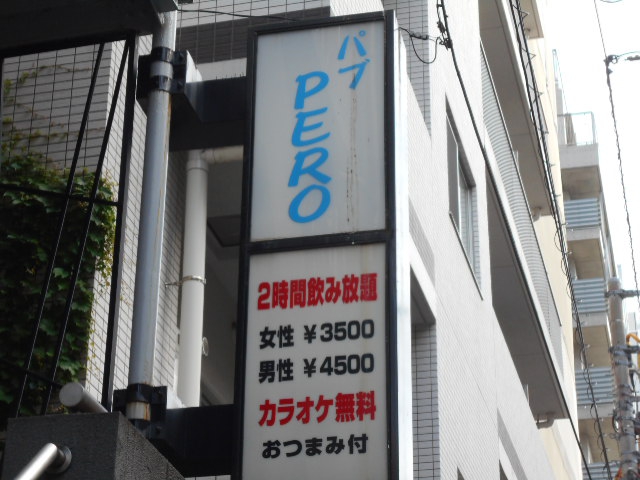 パブ
PERO
2時間飲み放題
女性 ¥3500
男性 ¥4500
カラオケ無料
おつまみ付